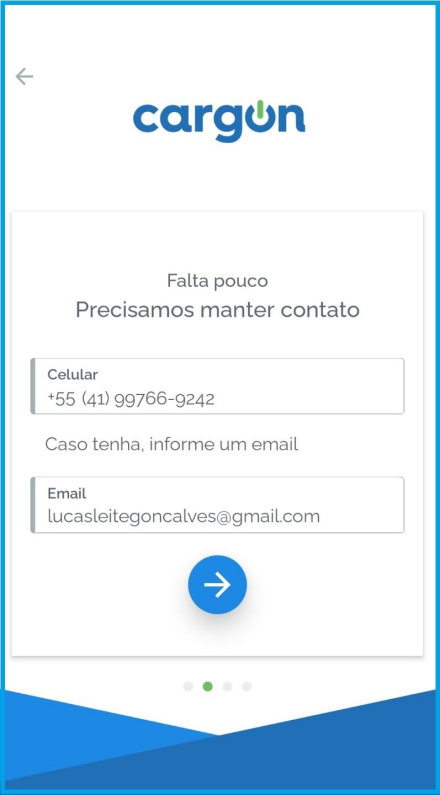 cargon
Falta pouco
Precisamos manter contato
Celular
+55 (41) 99766-9242
Caso tenha, informe um email
Email
lucasleitegoncalves@gmail.com